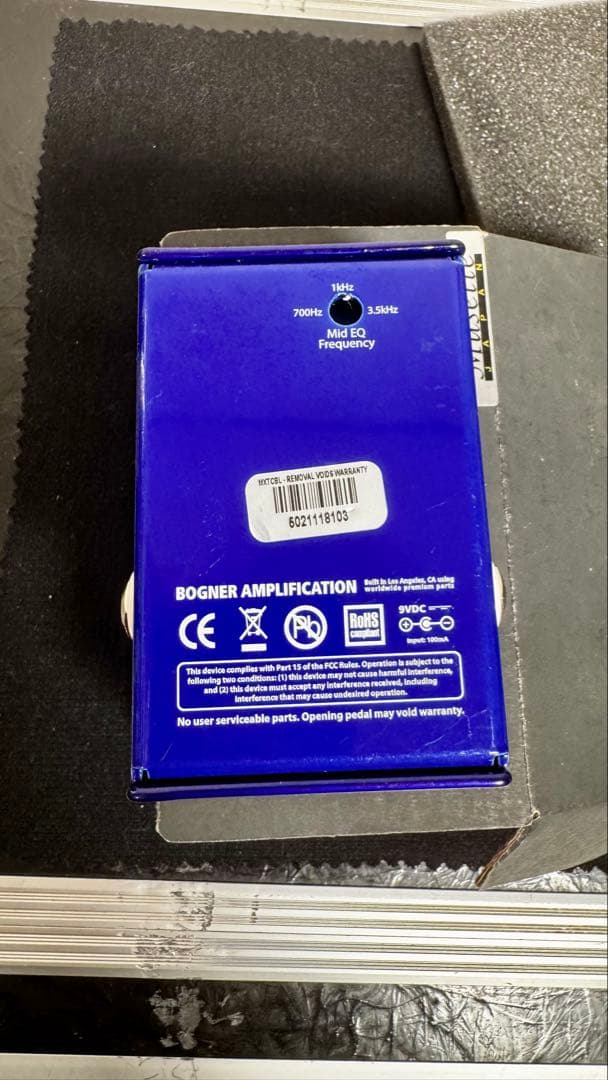 1kHz
700Hz 3.5kHz
Mid EQ
Frequency
Musette
JAPAN
MXTCBL - REMOVAL VOIDS WARRANTY
6021118103
BOGNER AMPLIFICATION Built in Los Angeles, CA using
worldwide premium parts
CE Pb RoHS
compliant
9VDC
+ C -
Input: 100mA
This device complies with Part 15 of the FCC Rules. Operation is subject to the
following two conditions: (1) this device may not cause harmful interference,
and (2) this device must accept any interference received, including
interference that may cause undesired operation.
No user serviceable parts. Opening pedal may void warranty.